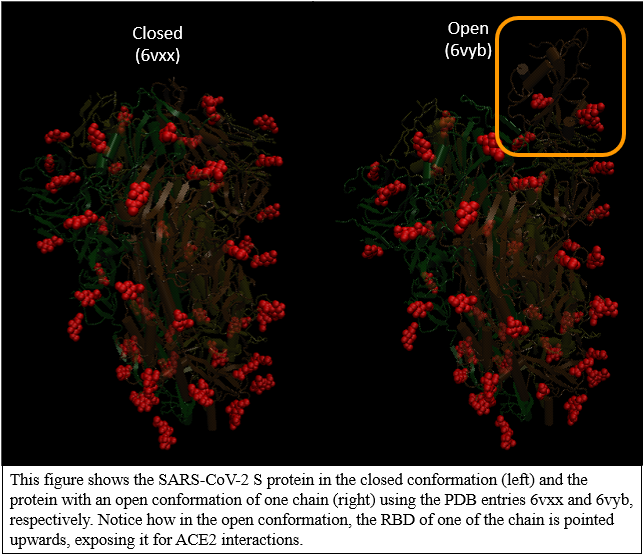 Closed
(6vxx)
Open
(6vyb)
This figure shows the SARS-CoV-2 S protein in the closed conformation (left) and the
protein with an open conformation of one chain (right) using the PDB entries 6vxx and 6vyb,
respectively. Notice how in the open conformation, the RBD of one of the chain is pointed
upwards, exposing it for ACE2 interactions.